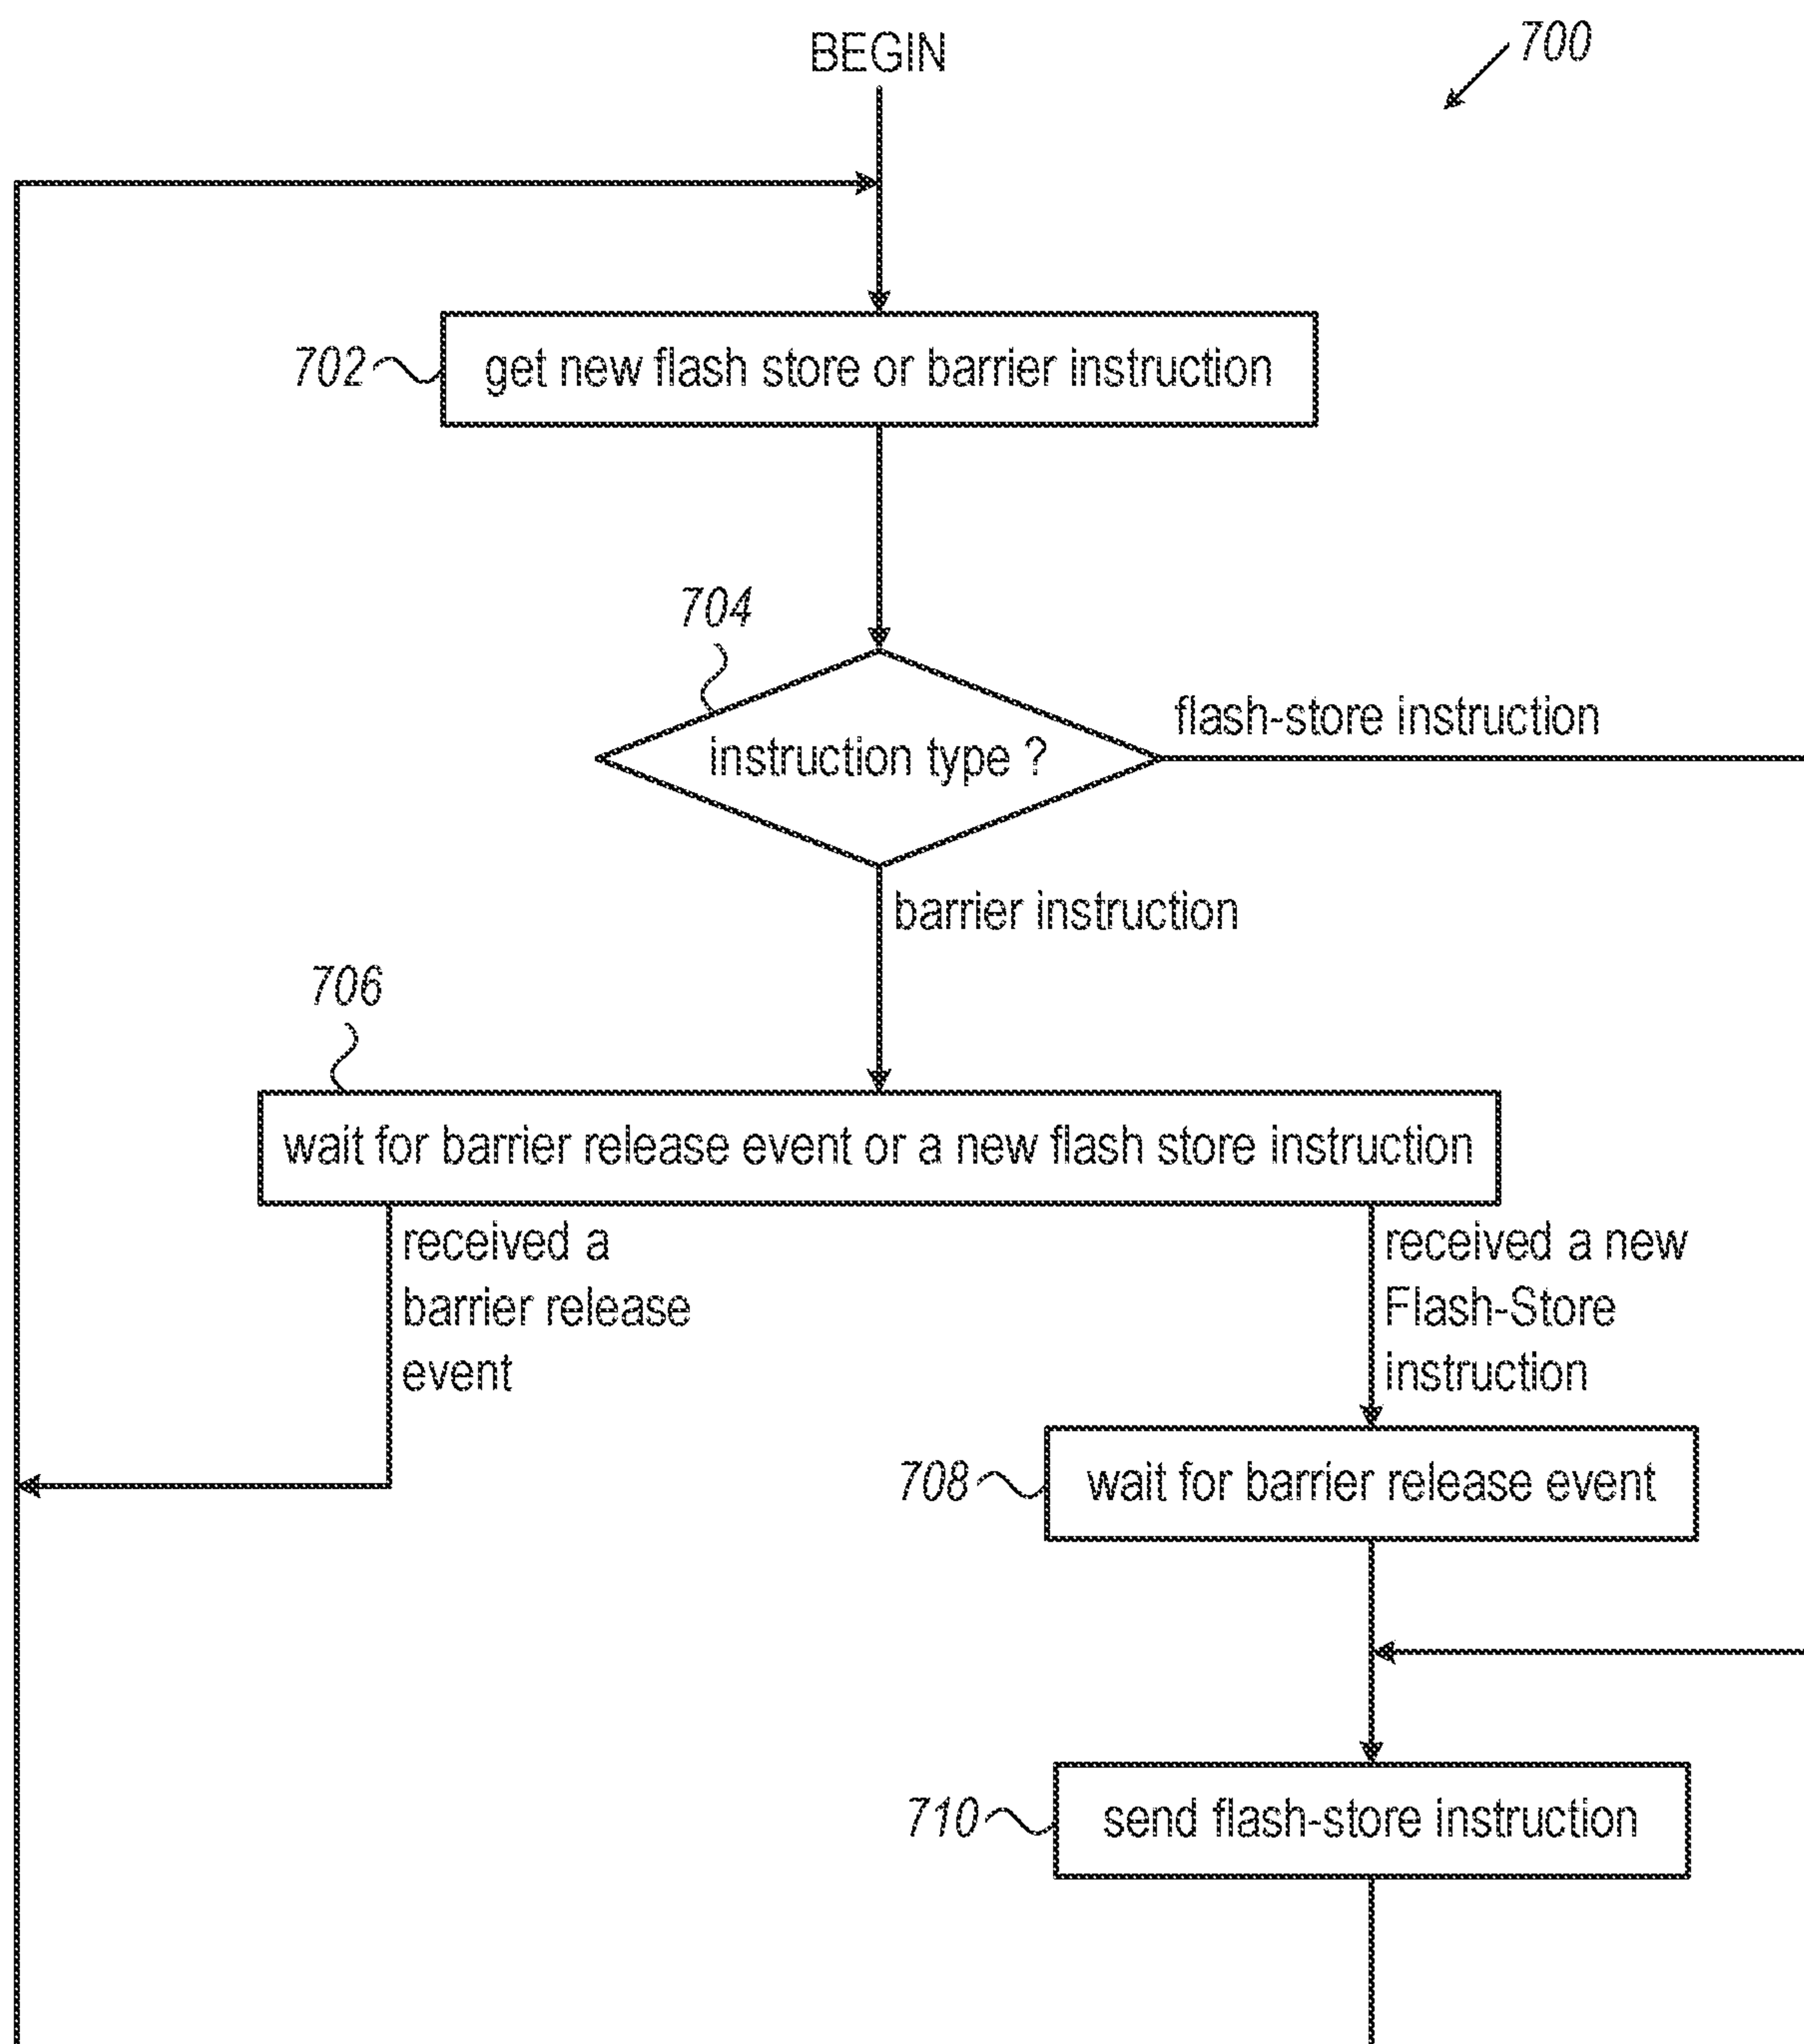 BEGIN
700
702
get new flash store or barrier instruction
704
instruction type ?
flash-store instruction
barrier instruction
706
wait for barrier release event or a new flash store instruction
received a
barrier release
event
received a new
Flash-Store
instruction
708
wait for barrier release event
710
send flash-store instruction